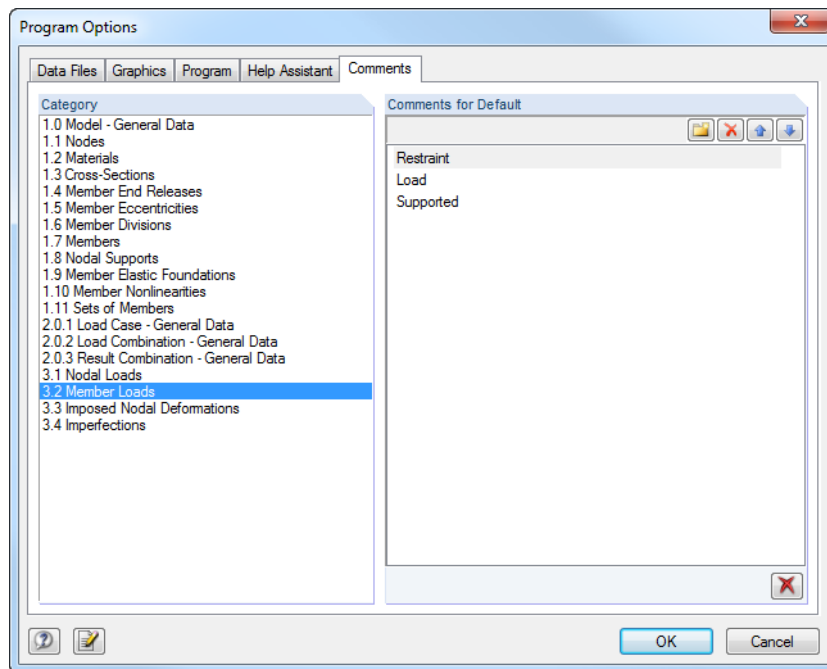 Program Options
Data Files Graphics Program Help Assistant Comments
Category
1.0 Model - General Data
1.1 Nodes
1.2 Materials
1.3 Cross-Sections
1.4 Member End Releases
1.5 Member Eccentricities
1.6 Member Divisions
1.7 Members
1.8 Nodal Supports
1.9 Member Elastic Foundations
1.10 Member Nonlinearities
1.11 Sets of Members
2.0.1 Load Case - General Data
2.0.2 Load Combination - General Data
2.0.3 Result Combination - General Data
3.1 Nodal Loads
3.2 Member Loads
3.3 Imposed Nodal Deformations
3.4 Imperfections
Comments for Default
Restraint
Load
Supported
OK Cancel